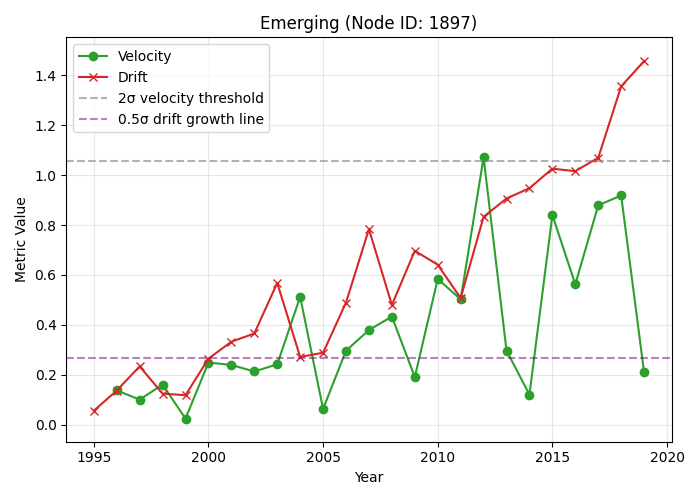 Emerging (Node ID: 1897)
Velocity
Drift
2σ velocity threshold
0.5σ drift growth line
Metric Value
1.4
1.2
1.0
0.8
0.6
0.4
0.2
0.0
1995
2000
2005
2010
2015
2020
Year